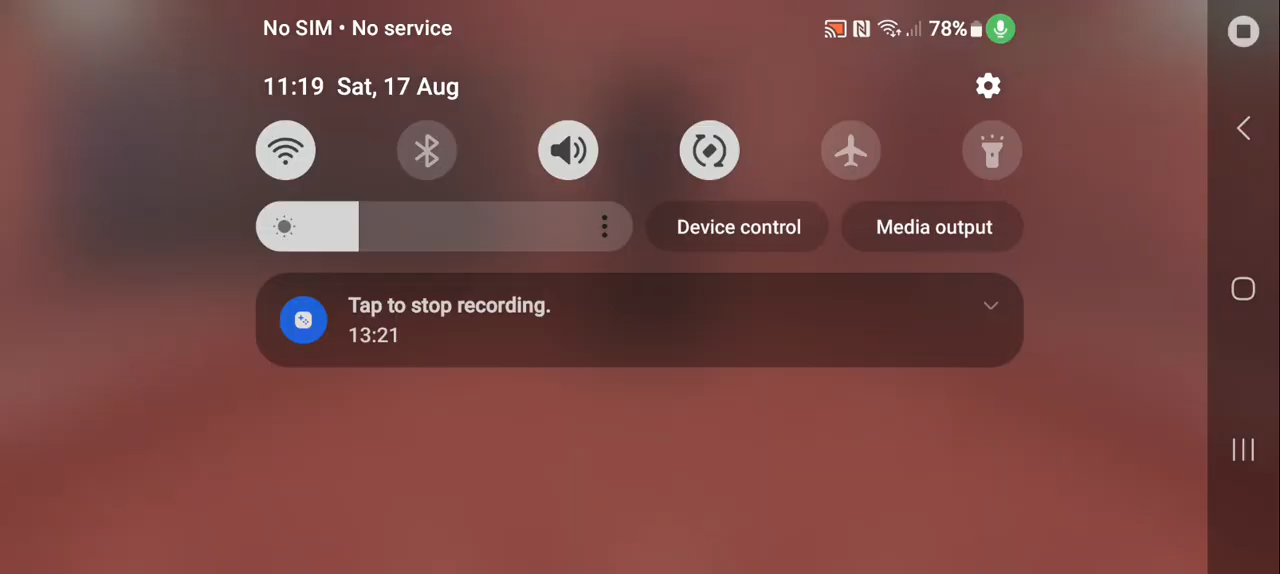 No SIM • No service
78%
11:19 Sat, 17 Aug
Device control
Media output
Tap to stop recording.
13:21